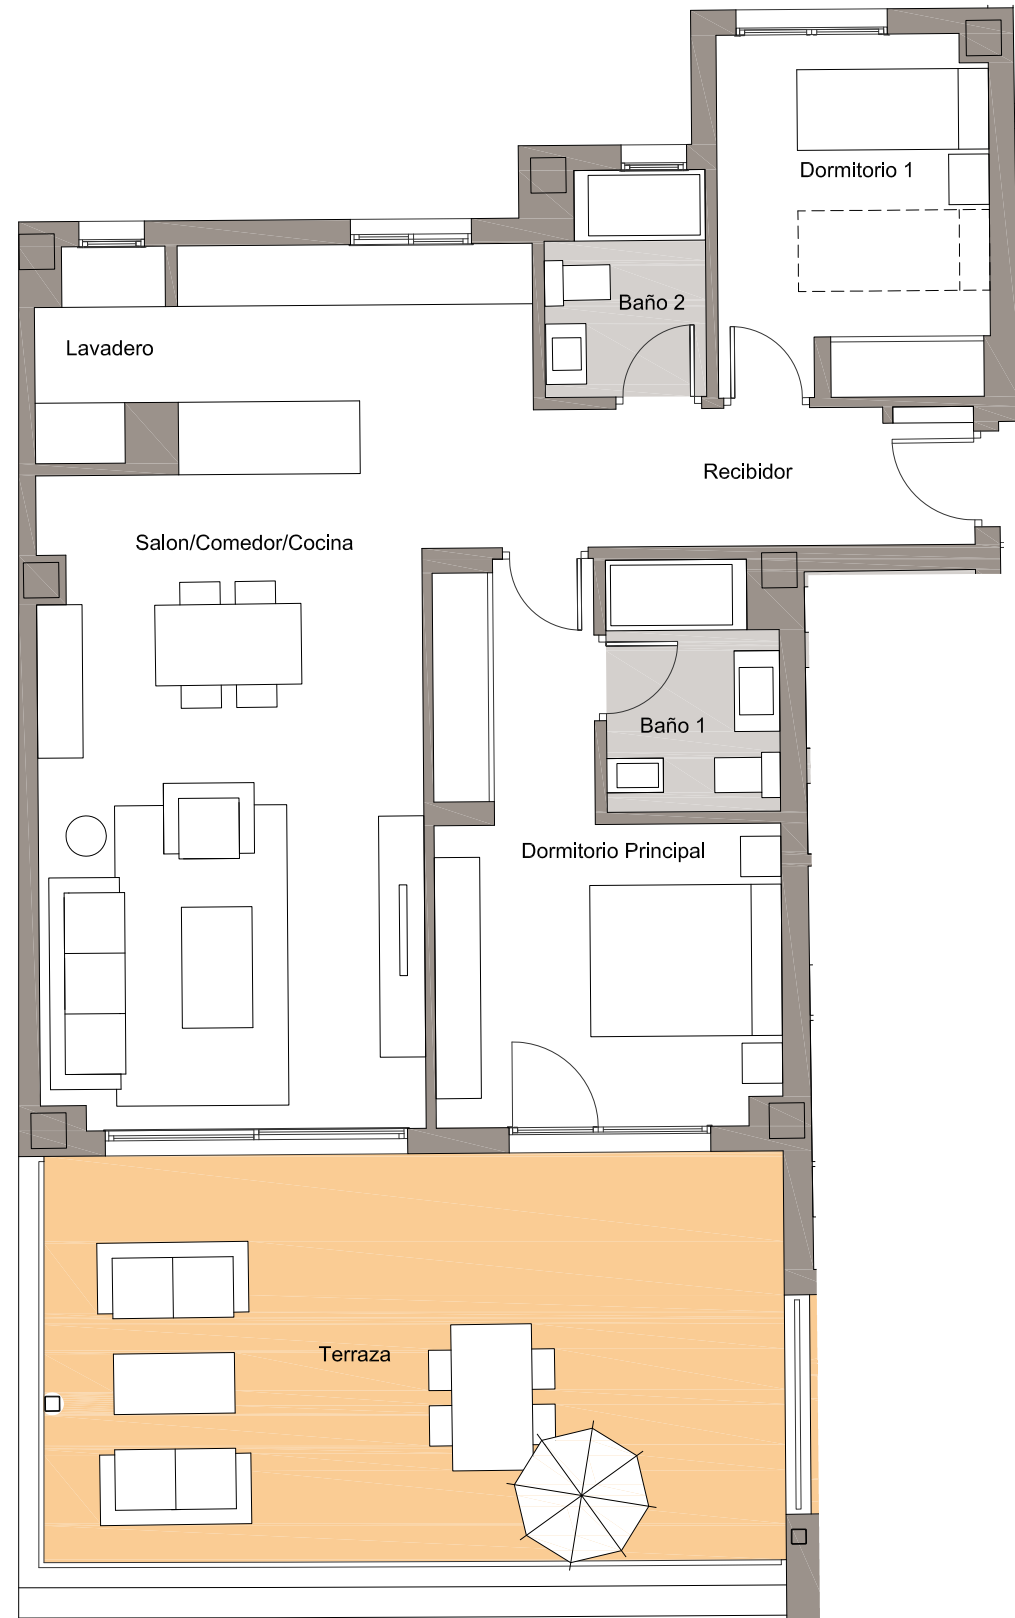 Dormitorio 1
Baño 2
Lavadero
Recibidor
Salon/Comedor/Cocina
Baño 1
Dormitorio Principal
Terraza